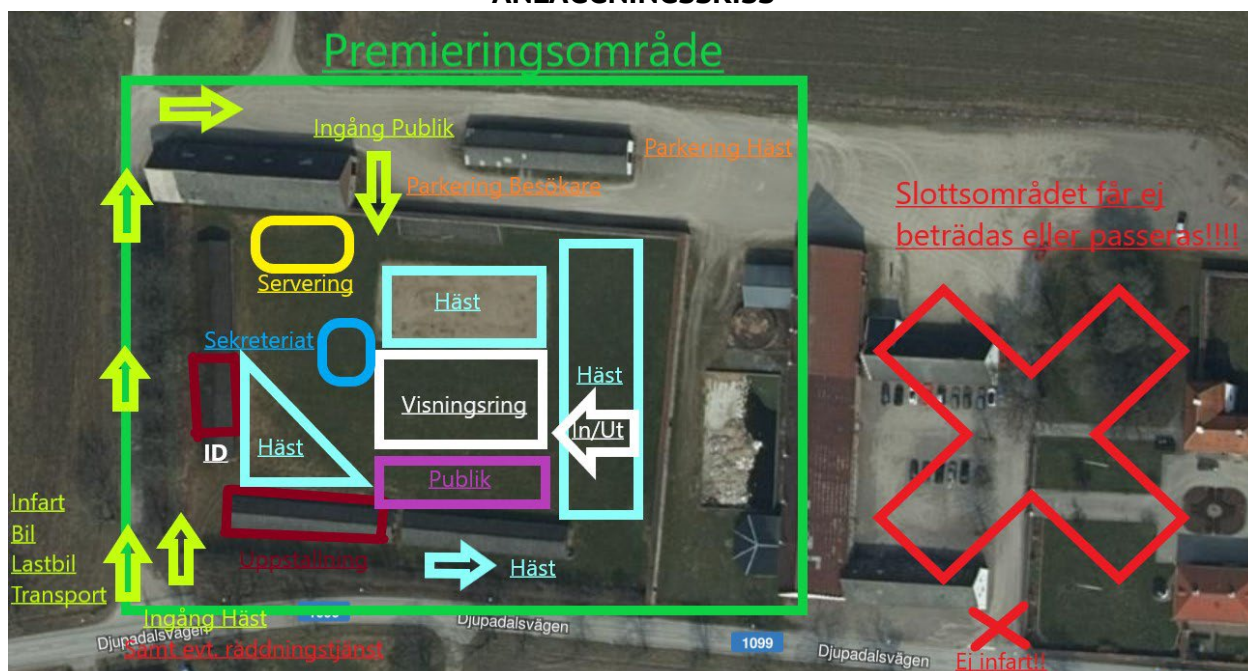 ANLÄGGNINGSSKISS
Premieringsområde
Ingång Publik
Parkering Häst
Parkering Besökare
Slottsområdet får ej
beträdas eller passeras!!!!
Servering
Häst
Sekreteriat
Häst
Visningsring
In/Ut
ID
Häst
Publik
Infart
Bil
Lastbil
Transport
Uppstallning
Häst
Ingång Häst
1099
Djupadalsvägen
Djupadalsvägen
Samt evt. räddningstjänst
1099
Djupadalsvägen
Ej infart!!